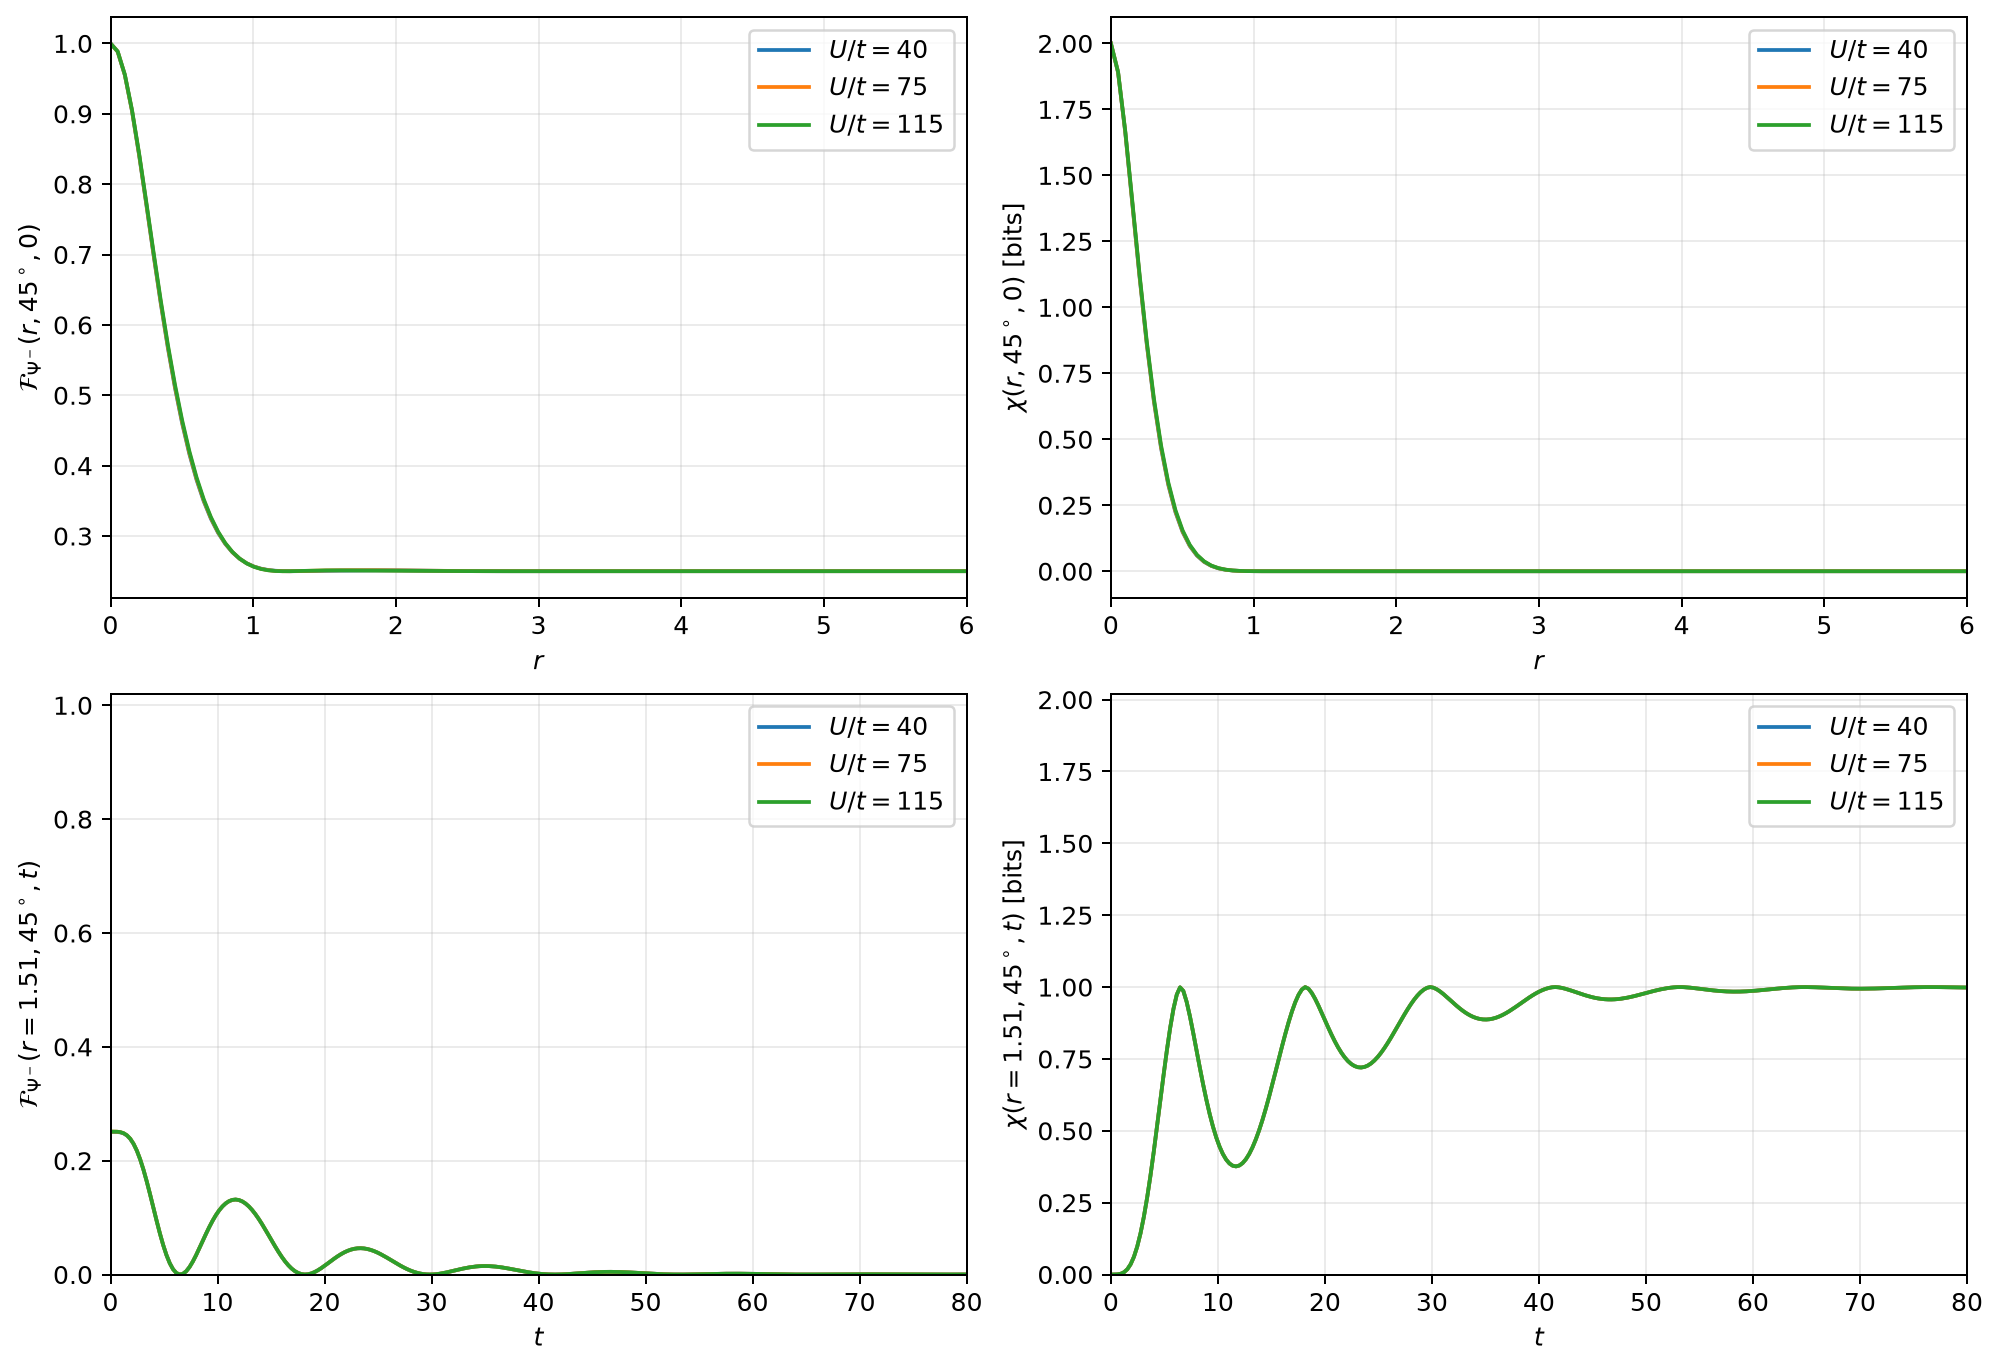 1.0
0.9
0.8
0.7
0.6
0.5
0.4
0.3
0 1 2 3 4 5 6
r
ℱ_Ψ⁻(r, 45°, 0)
U/t = 40
U/t = 75
U/t = 115
2.00
1.75
1.50
1.25
1.00
0.75
0.50
0.25
0.00
0 1 2 3 4 5 6
r
χ(r, 45°, 0) [bits]
U/t = 40
U/t = 75
U/t = 115
1.0
0.8
0.6
0.4
0.2
0.0
0 10 20 30 40 50 60 70 80
t
ℱ_Ψ⁻(r = 1.51, 45°, t)
U/t = 40
U/t = 75
U/t = 115
2.00
1.75
1.50
1.25
1.00
0.75
0.50
0.25
0.00
0 10 20 30 40 50 60 70 80
t
χ(r = 1.51, 45°, t) [bits]
U/t = 40
U/t = 75
U/t = 115